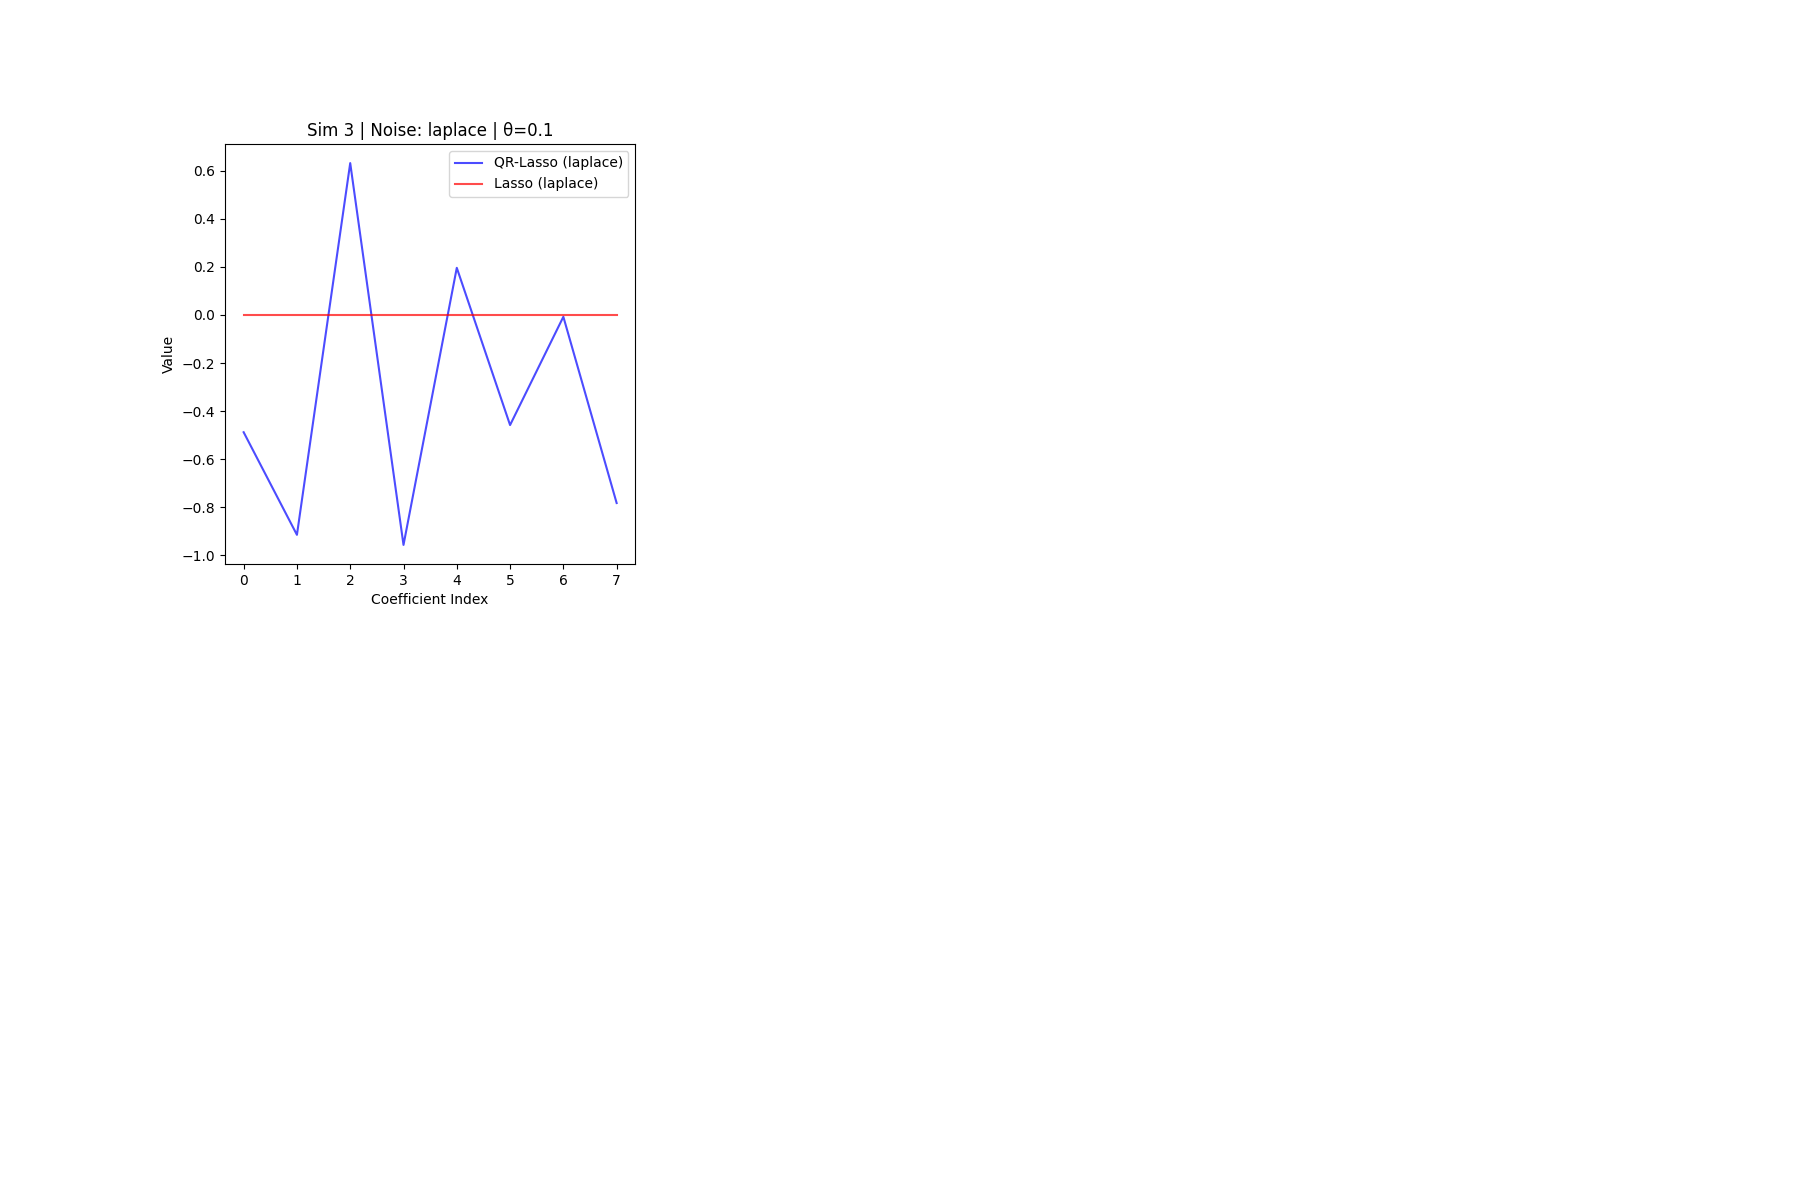 Sim 3 | Noise: laplace | θ=0.1
QR-Lasso (laplace)
Lasso (laplace)
Value
0.6
0.4
0.2
0.0
−0.2
−0.4
−0.6
−0.8
−1.0
0 1 2 3 4 5 6 7
Coefficient Index